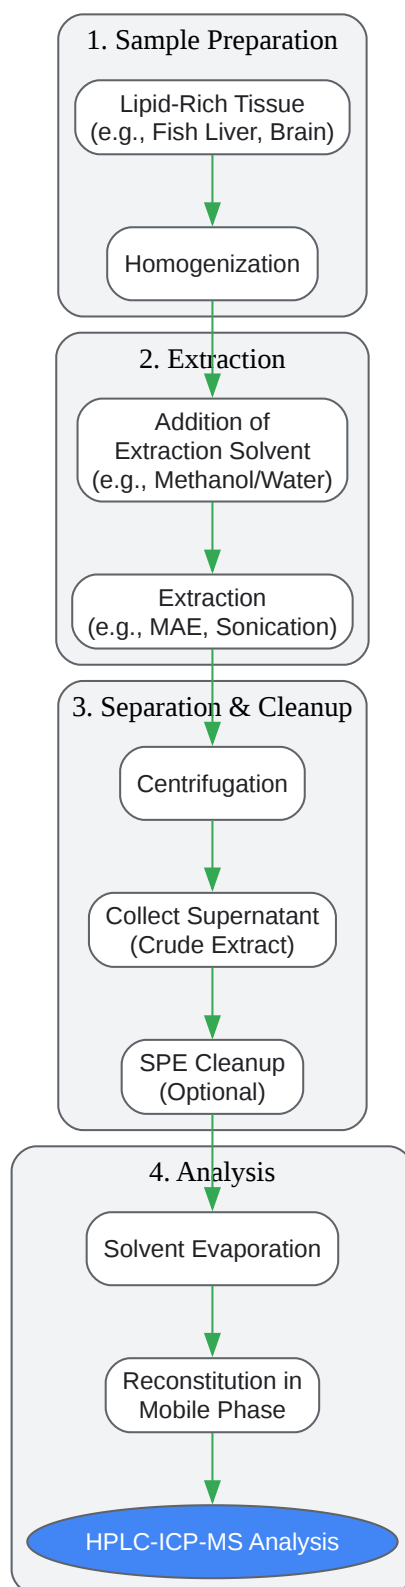 1. Sample Preparation
Lipid-Rich Tissue
(e.g., Fish Liver, Brain)
Homogenization
2. Extraction
Addition of
Extraction Solvent
(e.g., Methanol/Water)
Extraction
(e.g., MAE, Sonication)
3. Separation & Cleanup
Centrifugation
Collect Supernatant
(Crude Extract)
SPE Cleanup
(Optional)
4. Analysis
Solvent Evaporation
Reconstitution in
Mobile Phase
HPLC-ICP-MS Analysis